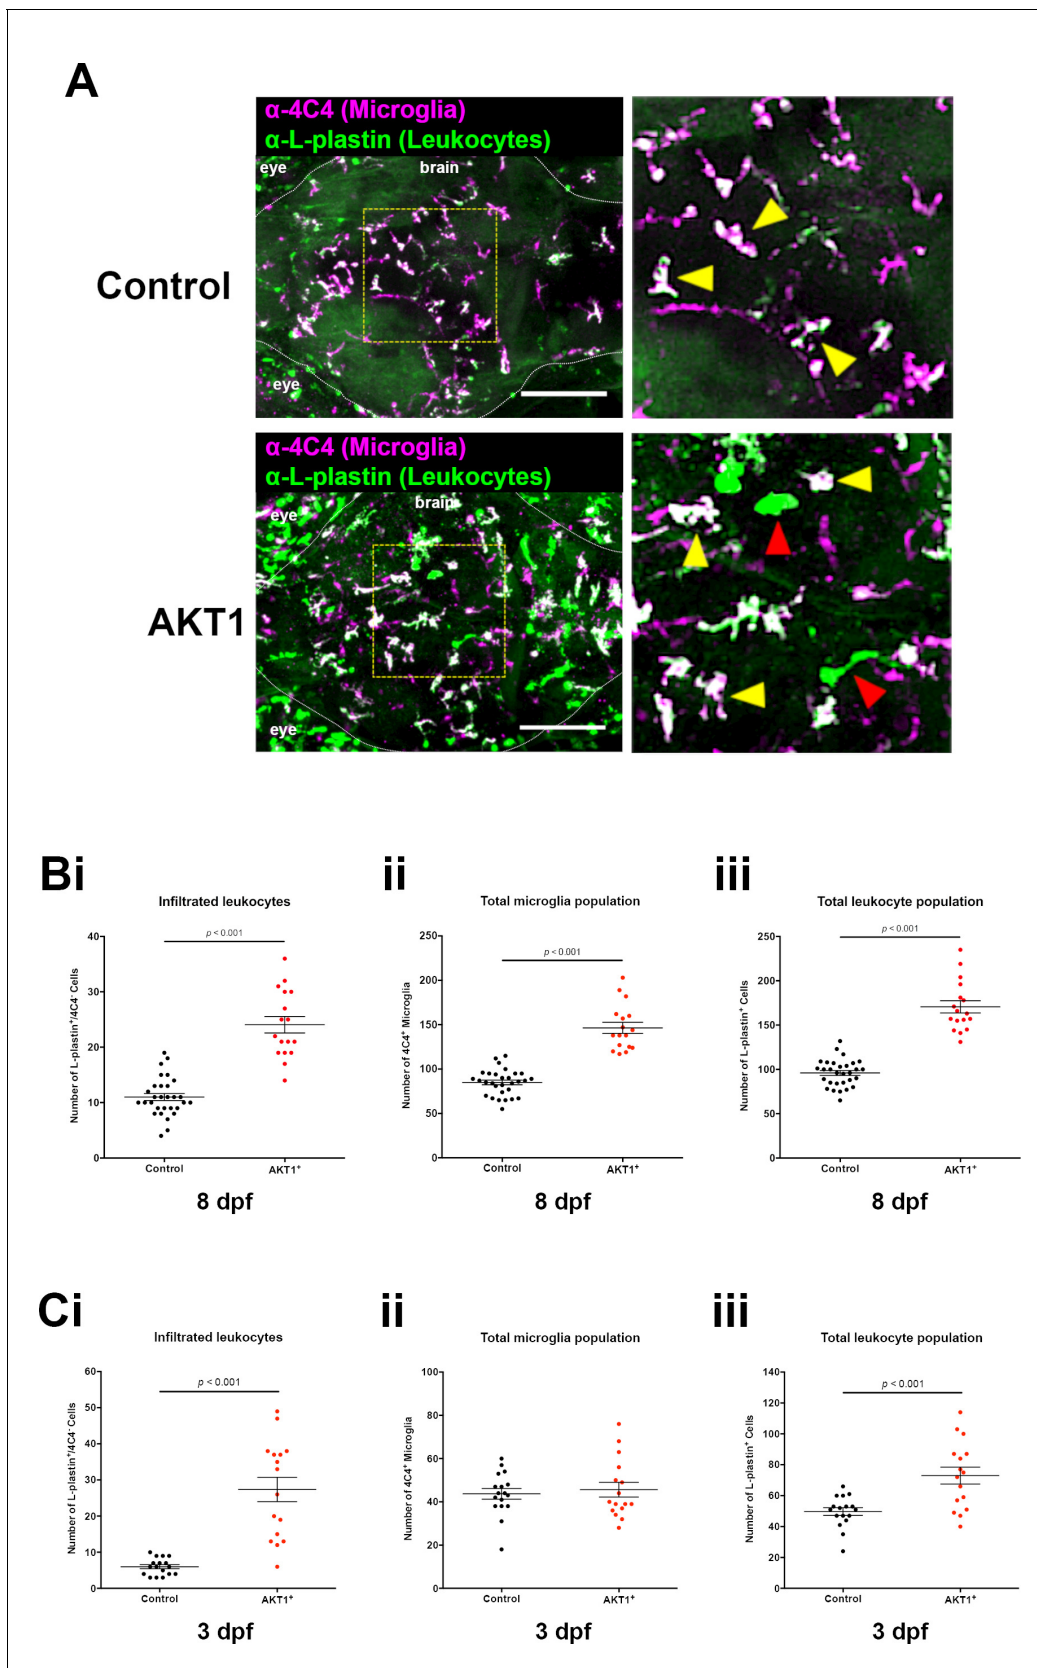 A
α-4C4 (Microglia)
α-L-plastin (Leukocytes)
eye
brain
Control
eye
α-4C4 (Microglia)
α-L-plastin (Leukocytes)
brain
eye
AKT1
eye
Bi
ii
iii
Infiltrated leukocytes
Total microglia population
Total leukocyte population
Number of L-plastin⁺/4C4⁻ Cells
40
30
20
10
0
p < 0.001
Control
AKT1⁺
8 dpf
Number of 4C4⁺ Microglia
250
200
150
100
50
0
p < 0.001
Control
AKT1⁺
8 dpf
Number of L-plastin⁺ Cells
250
200
150
100
50
0
p < 0.001
Control
AKT1⁺
8 dpf
Ci
ii
iii
Infiltrated leukocytes
Total microglia population
Total leukocyte population
Number of L-plastin⁺/4C4⁻ Cells
60
50
40
30
20
10
0
p < 0.001
Control
AKT1⁺
3 dpf
Number of 4C4⁺ Microglia
100
80
60
40
20
0
Control
AKT1⁺
3 dpf
Number of L-plastin⁺ Cells
140
120
100
80
60
40
20
0
p < 0.001
Control
AKT1⁺
3 dpf